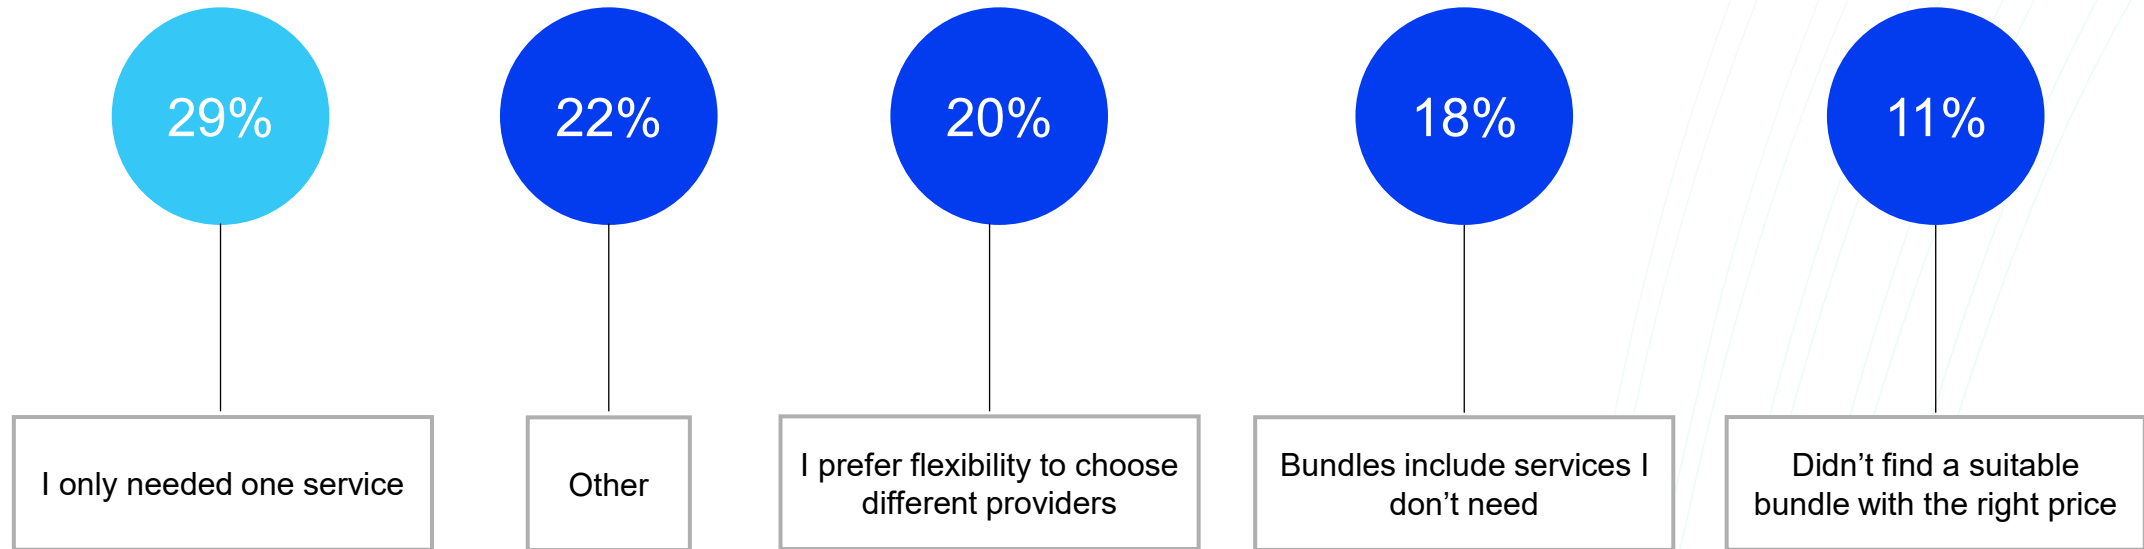 29%
22%
20%
18%
11%
I only needed one service
Other
I prefer flexibility to choose
different providers
Bundles include services I
don’t need
Didn’t find a suitable
bundle with the right price